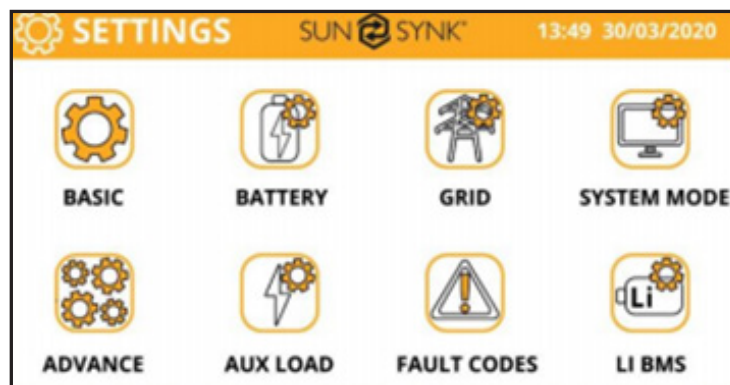 SETTINGS SUN SYNK® 13:49 30/03/2020
BASIC BATTERY GRID SYSTEM MODE
Li
ADVANCE AUX LOAD FAULT CODES LI BMS